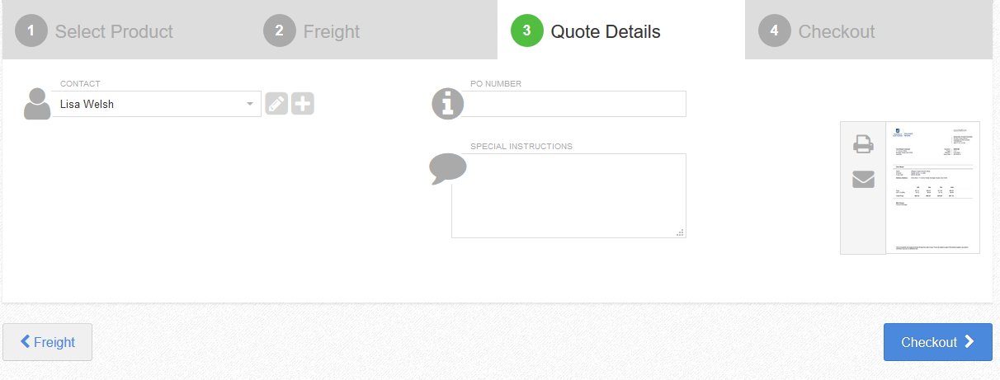 1 Select Product
2 Freight
3 Quote Details
4 Checkout
CONTACT
Lisa Welsh
PO NUMBER
SPECIAL INSTRUCTIONS
quotation
Freight
Checkout